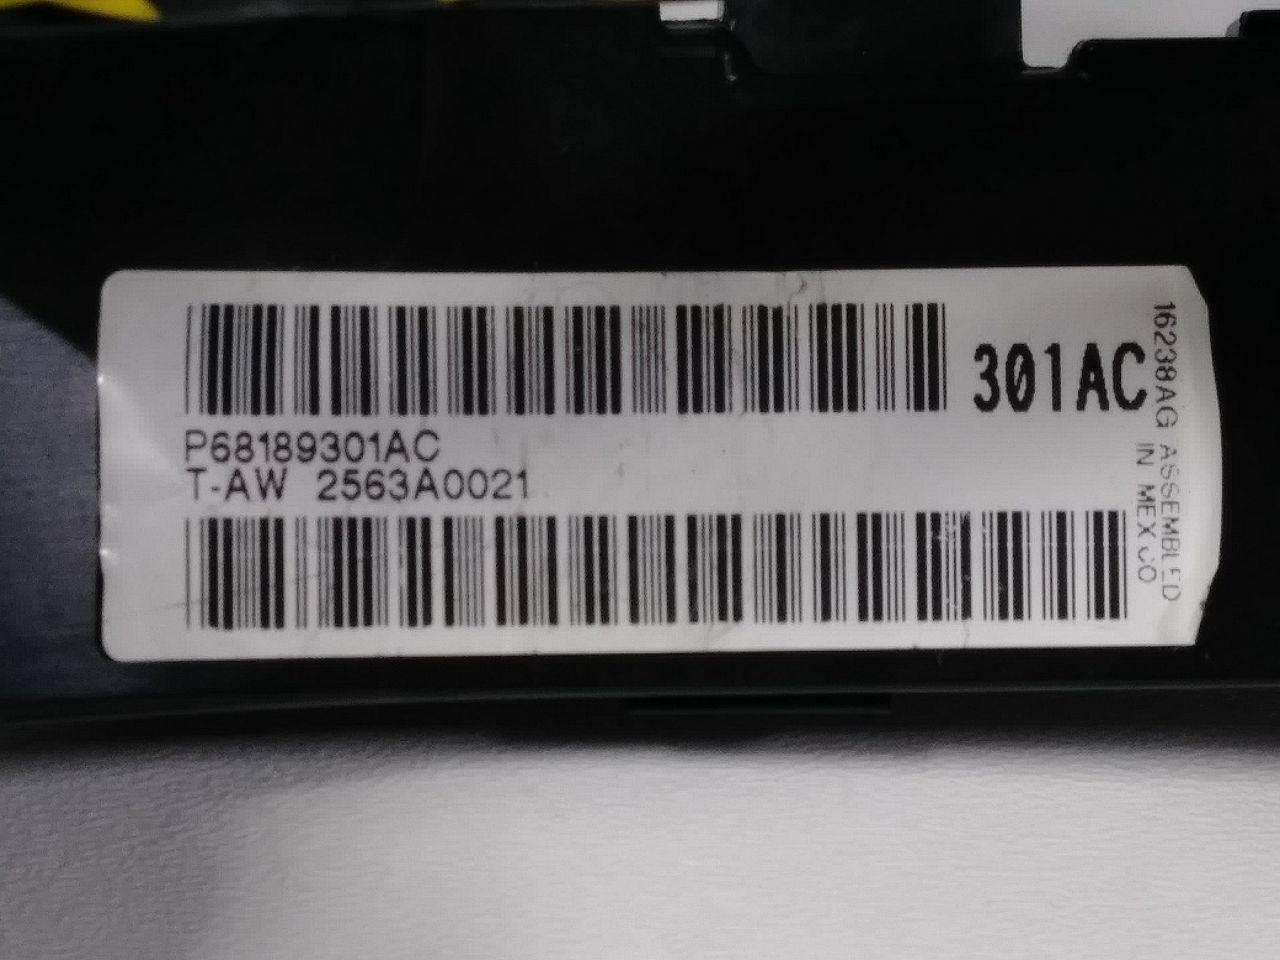 301AC
P68189301AC
T-AW 2563A0021
16238AG ASSEMBLED
IN MEXICO